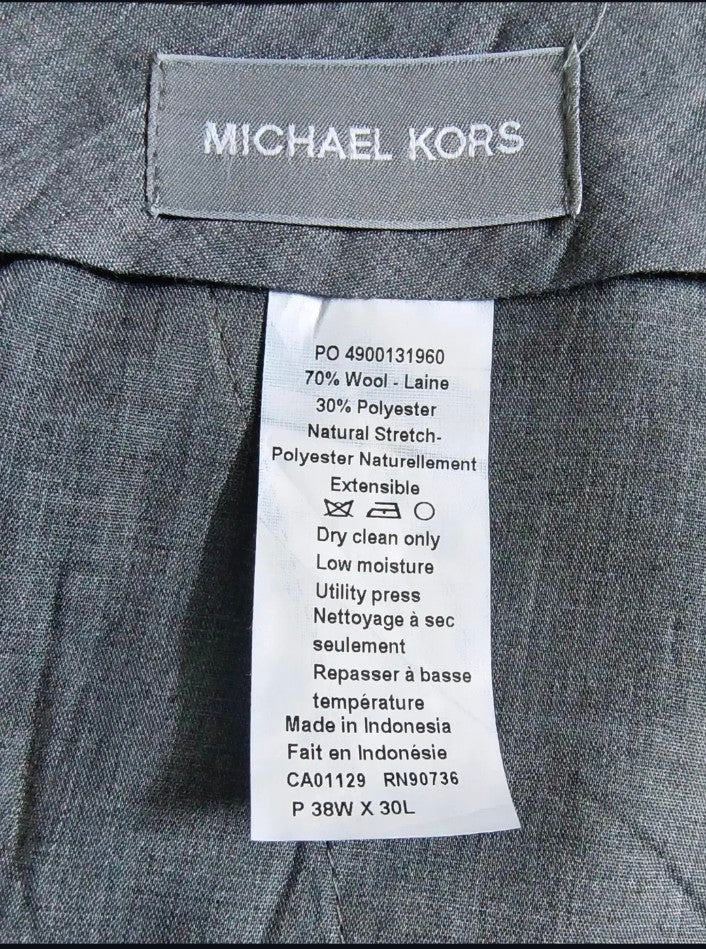 MICHAEL KORS
PO 4900131960
70% Wool - Laine
30% Polyester
Natural Stretch-
Polyester Naturellement
Extensible
Dry clean only
Low moisture
Utility press
Nettoyage à sec
seulement
Repasser à basse
température
Made in Indonesia
Fait en Indonésie
CA01129 RN90736
P 38W X 30L